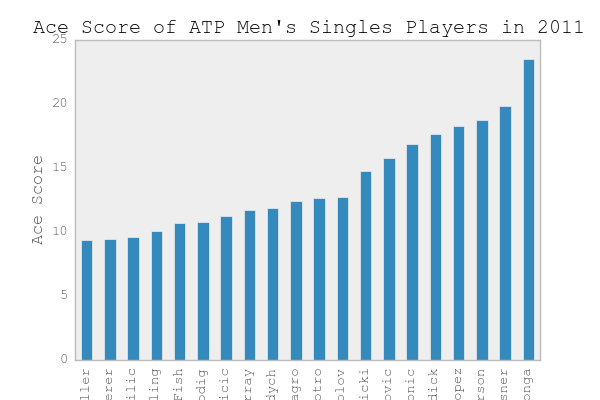 Ace Score of ATP Men's Singles Players in 2011
25
20
15
10
5
0
Ace Score
ller
erer
ilic
ling
Fish
odig
icic
rray
dych
agro
otro
olov
icki
ovic
onic
dick
opez
rson
sner
onga